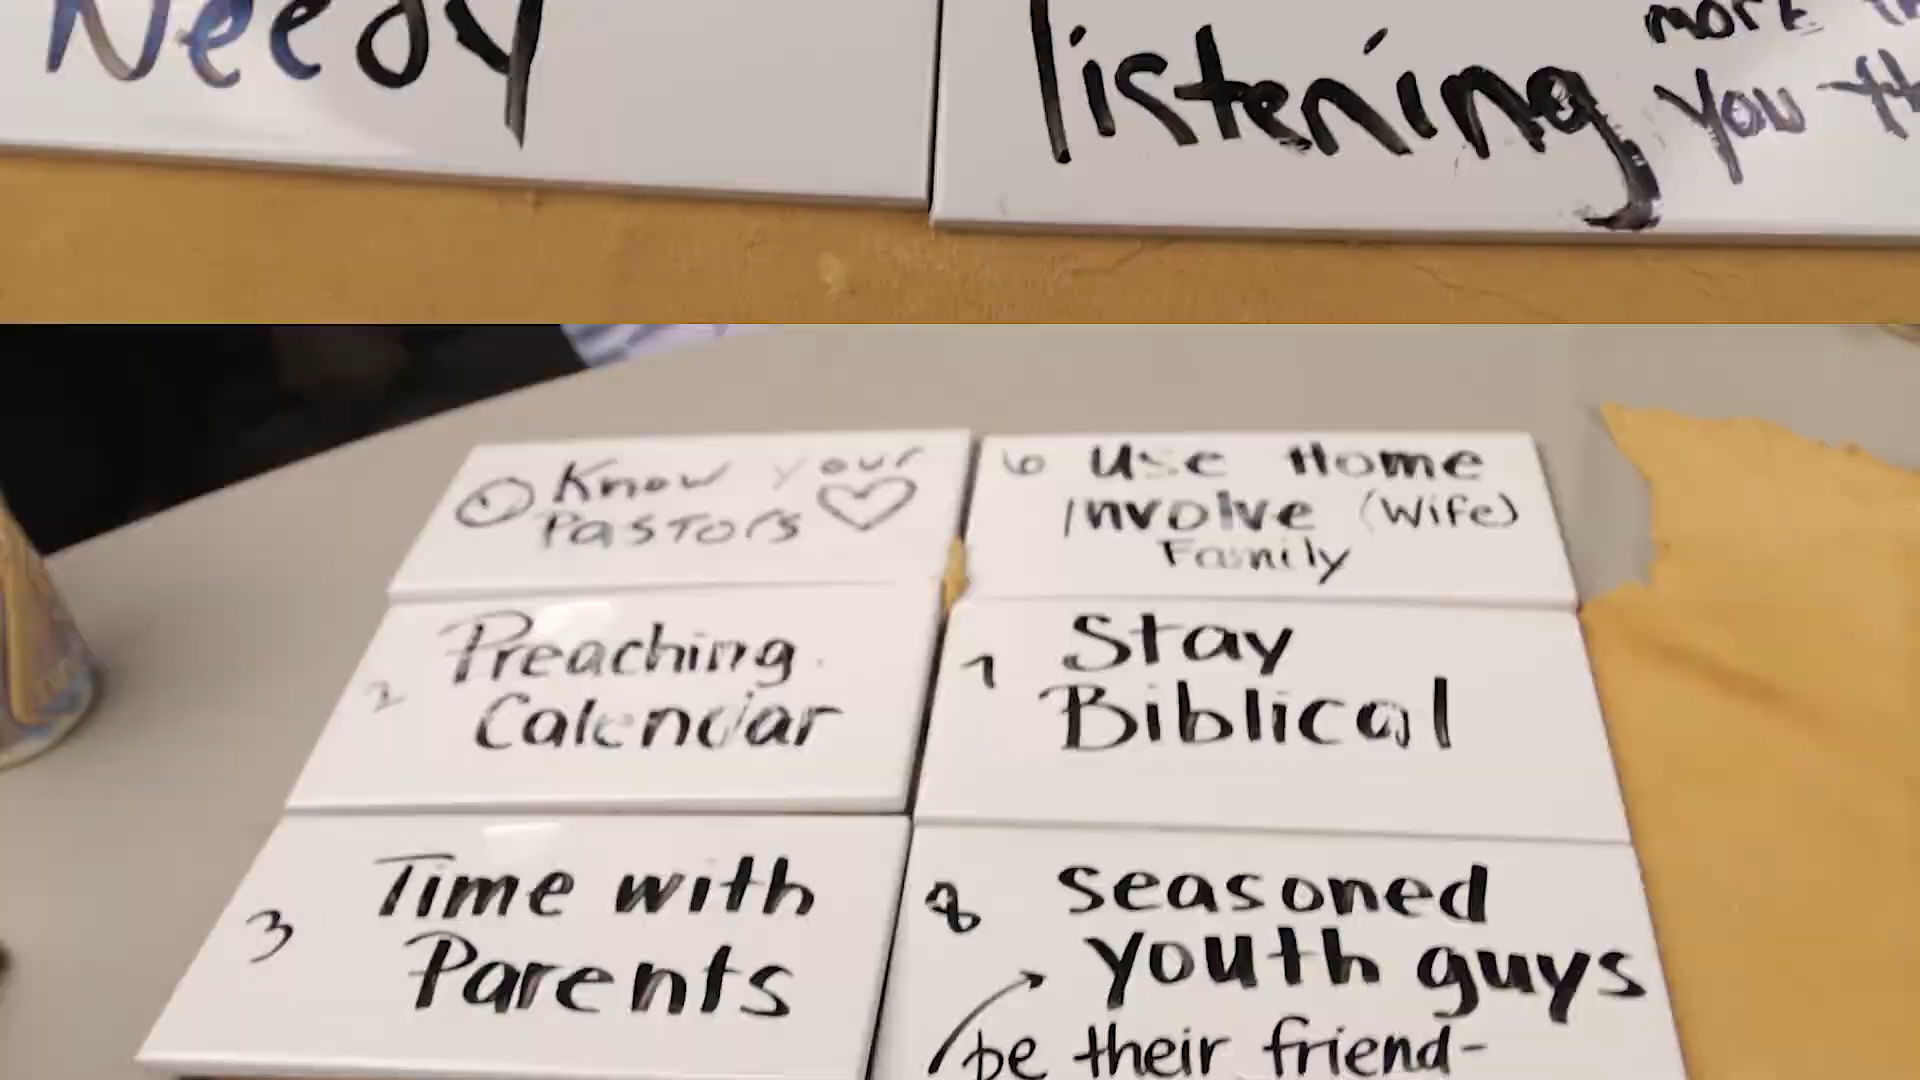 Needy
listening
more
you
① Know your
Pastors ♡
2 Preaching
Calendar
3 Time with
Parents
6 Use Home
involve (Wife)
Family
7 Stay
Biblical
8 seasoned
youth guys
be their friend-